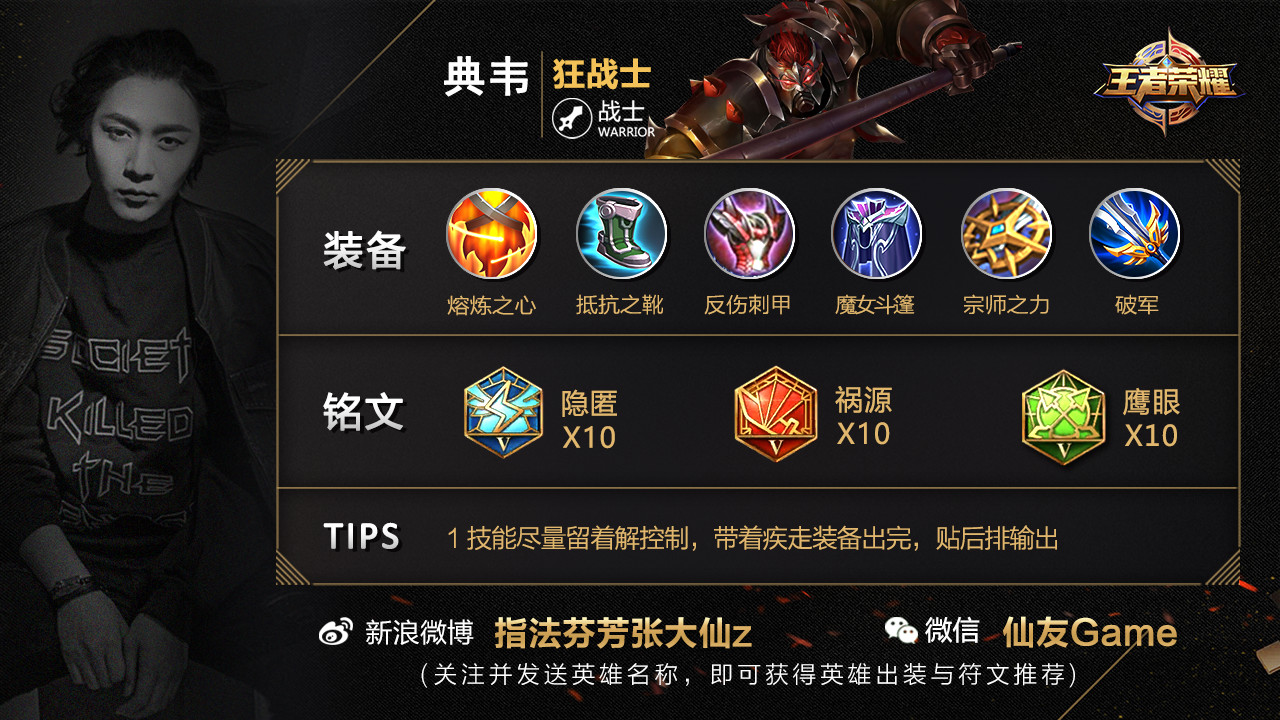 典韦
狂战士
战士
WARRIOR
王者荣耀
装备
熔炼之心 抵抗之靴 反伤刺甲 魔女斗篷 宗师之力 破军
铭文
V 隐匿 X10
V 祸源 X10
V 鹰眼 X10
TIPS 1 技能尽量留着解控制，带着疾走装备出完，贴后排输出
SOCIET
KILLED
THE
新浪微博 指法芬芳张大仙z 微信 仙友Game
（关注并发送英雄名称，即可获得英雄出装与符文推荐）